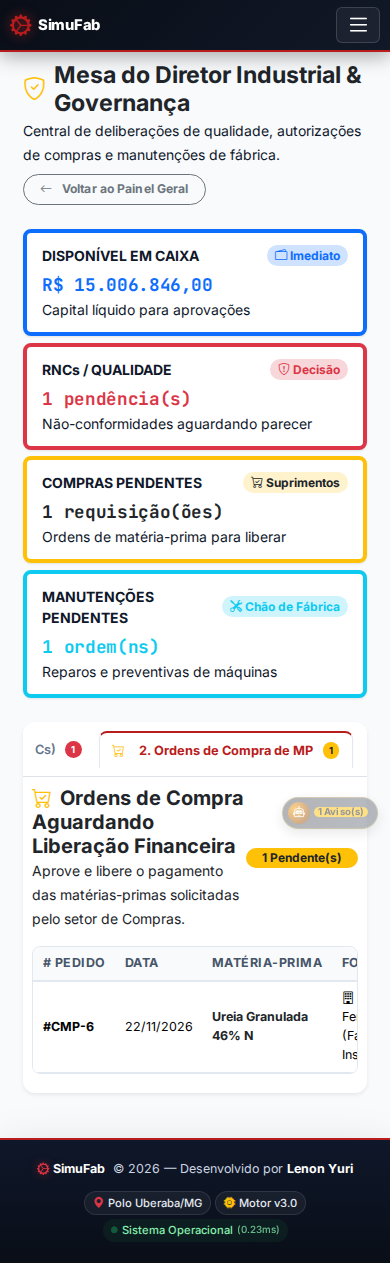 SimuFab
Mesa do Diretor Industrial &
Governança
Central de deliberações de qualidade, autorizações
de compras e manutenções de fábrica.
Voltar ao Painel Geral
DISPONÍVEL EM CAIXA
Imediato
R$ 15.006.846,00
Capital líquido para aprovações
RNCs / QUALIDADE
Decisão
1 pendência(s)
Não-conformidades aguardando parecer
COMPRAS PENDENTES
Suprimentos
1 requisição(ões)
Ordens de matéria-prima para liberar
MANUTENÇÕES
PENDENTES
Chão de Fábrica
1 ordem(ns)
Reparos e preventivas de máquinas
Cs) 1
2. Ordens de Compra de MP 1
Ordens de Compra
Aguardando
Liberação Financeira
1 Aviso(s)
1 Pendente(s)
Aprove e libere o pagamento
das matérias-primas solicitadas
pelo setor de Compras.
# PEDIDO DATA MATÉRIA-PRIMA FO
#CMP-6 22/11/2026 Ureia Granulada
46% N
Fe
(Fa
Ins
SimuFab © 2026 — Desenvolvido por Lenon Yuri
Polo Uberaba/MG
Motor v3.0
Sistema Operacional (0.23ms)